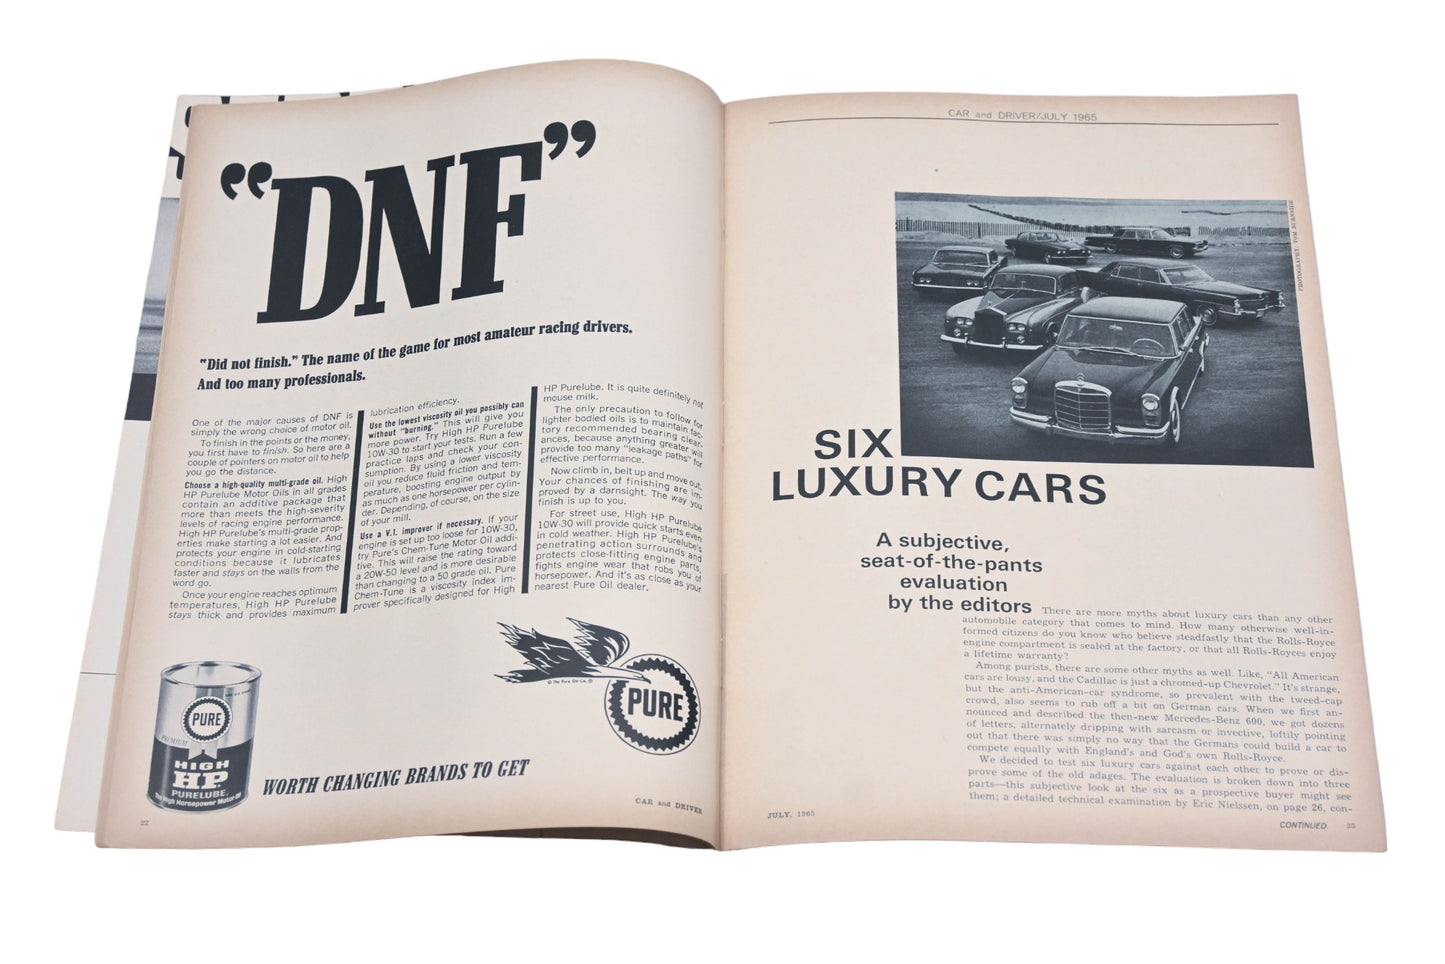 “DNF”
“Did not finish.” The name of the game for most amateur racing drivers.
And too many professionals.
One of the major causes of DNF is
simply the wrong choice of motor oil.
To finish in the points or the money,
you first have to finish. So here are a
couple of pointers on motor oil to help
you go the distance.
Choose a high-quality multi-grade oil. High
HP Purelube Motor Oils in all grades
contain an additive package that
more than meets the high-severity
levels of racing engine performance.
High HP Purelube's multi-grade prop-
erties make starting a lot easier. And
protects your engine in cold-starting
conditions because it lubricates
faster and stays on the walls from the
word go.
Once your engine reaches optimum
temperatures, High HP Purelube
stays thick and provides maximum
lubrication efficiency.
Use the lowest viscosity oil you possibly can
without "burning." This will give you
more power. Try High HP Purelube
10W-30 to start your tests. Run a few
practice laps and check your con-
sumption. By using a lower viscosity
oil you reduce fluid friction and tem-
perature, boosting engine output by
as much as one horsepower per cylin-
der. Depending, of course, on the size
of your mill.
Use a V.I. improver if necessary. If your
engine is set up too loose for 10W-30,
try Pure's Chem-Tune Motor Oil addi-
tive. This will raise the rating toward
a 20W-50 level and is more desirable
than changing to a 50 grade oil. Pure
Chem-Tune is a viscosity index im-
prover specifically designed for High
HP Purelube. It is quite definitely not
mouse milk.
The only precaution to follow for
lighter bodied oils is to maintain fac-
tory recommended bearing clear-
ances, because anything greater will
provide too many "leakage paths" for
effective performance.
Now climb in, belt up and move out.
Your chances of finishing are im-
proved by a darnsight. The way you
finish is up to you.
For street use, High HP Purelube
10W-30 will provide quick starts even
in cold weather. High HP Purelube's
penetrating action surrounds and
protects close-fitting engine parts,
fights engine wear that robs you of
horsepower. And it's as close as your
nearest Pure Oil dealer.
© The Pure Oil Co. ®
PURE
PURE
PREMIUM
HIGH
HP.
PURELUBE.
The High Horsepower Motor Oil
WORTH CHANGING BRANDS TO GET
22
CAR and DRIVER
CAR and DRIVER/JULY 1965
PHOTOGRAPHY: TOM BURNSIDE
SIX
LUXURY CARS
A subjective,
seat-of-the-pants
evaluation
by the editors
There are more myths about luxury cars than any other
automobile category that comes to mind. How many otherwise well-in-
formed citizens do you know who believe steadfastly that the Rolls-Royce
engine compartment is sealed at the factory, or that all Rolls-Royces enjoy
a lifetime warranty?
Among purists, there are some other myths as well. Like, "All American
cars are lousy, and the Cadillac is just a chromed-up Chevrolet." It's strange,
but the anti-American-car syndrome, so prevalent with the tweed-cap
crowd, also seems to rub off a bit on German cars. When we first an-
nounced and described the then-new Mercedes-Benz 600, we got dozens
of letters, alternately dripping with sarcasm or invective, loftily pointing
out that there was simply no way that the Germans could build a car to
compete equally with England's and God's own Rolls-Royce.
We decided to test six luxury cars against each other to prove or dis-
prove some of the old adages. The evaluation is broken down into three
parts—this subjective look at the six as a prospective buyer might see
them; a detailed technical examination by Eric Nielssen, on page 26, con-
JULY, 1965
CONTINUED
23